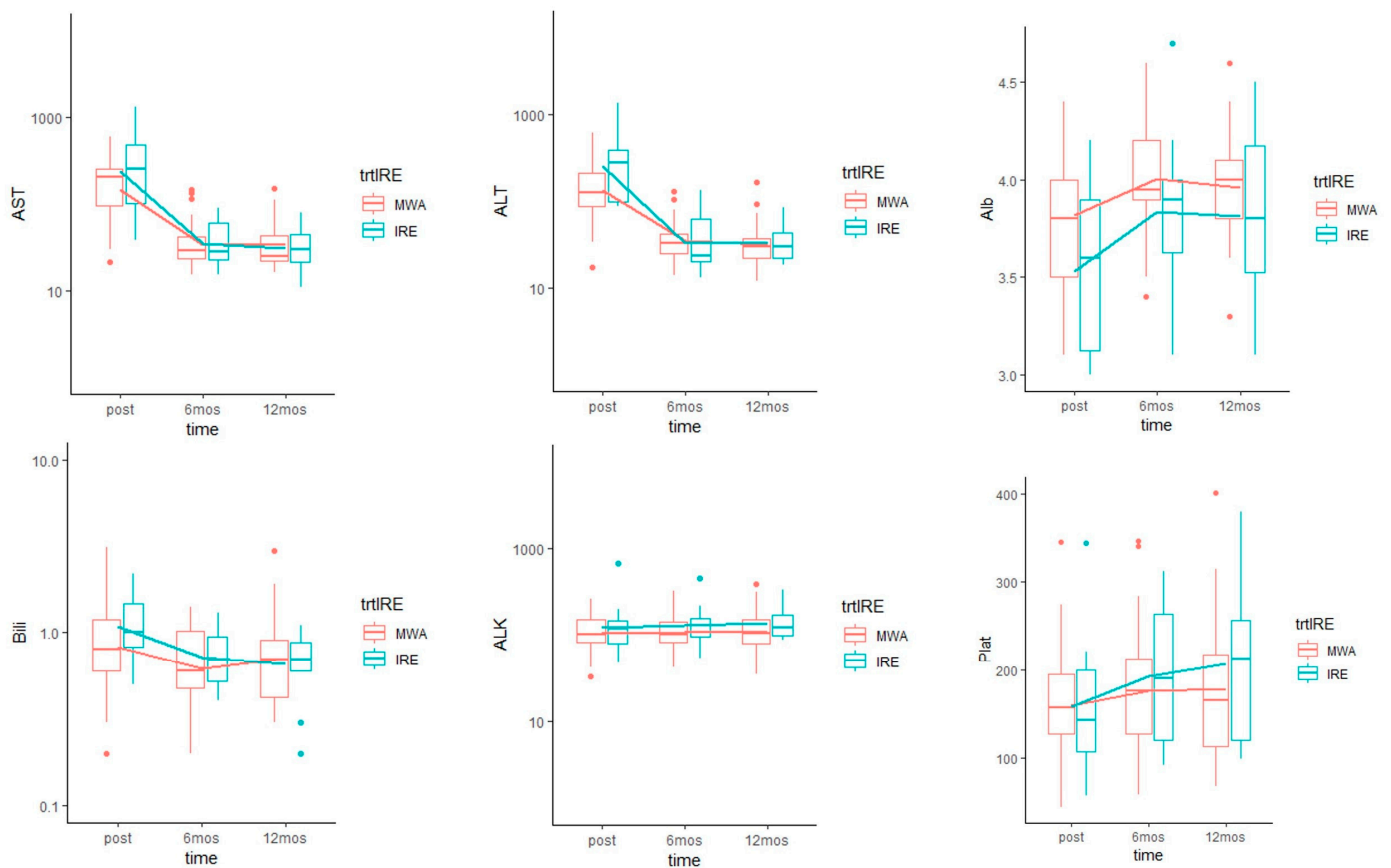 AST
1000
10
post 6mos 12mos
time
trtIRE
MWA
IRE
ALT
1000
10
post 6mos 12mos
time
trtIRE
MWA
IRE
Alb
4.5
4.0
3.5
3.0
post 6mos 12mos
time
trtIRE
MWA
IRE
Bili
10.0
1.0
0.1
post 6mos 12mos
time
trtIRE
MWA
IRE
ALK
1000
10
post 6mos 12mos
time
trtIRE
MWA
IRE
Plat
400
300
200
100
post 6mos 12mos
time
trtIRE
MWA
IRE